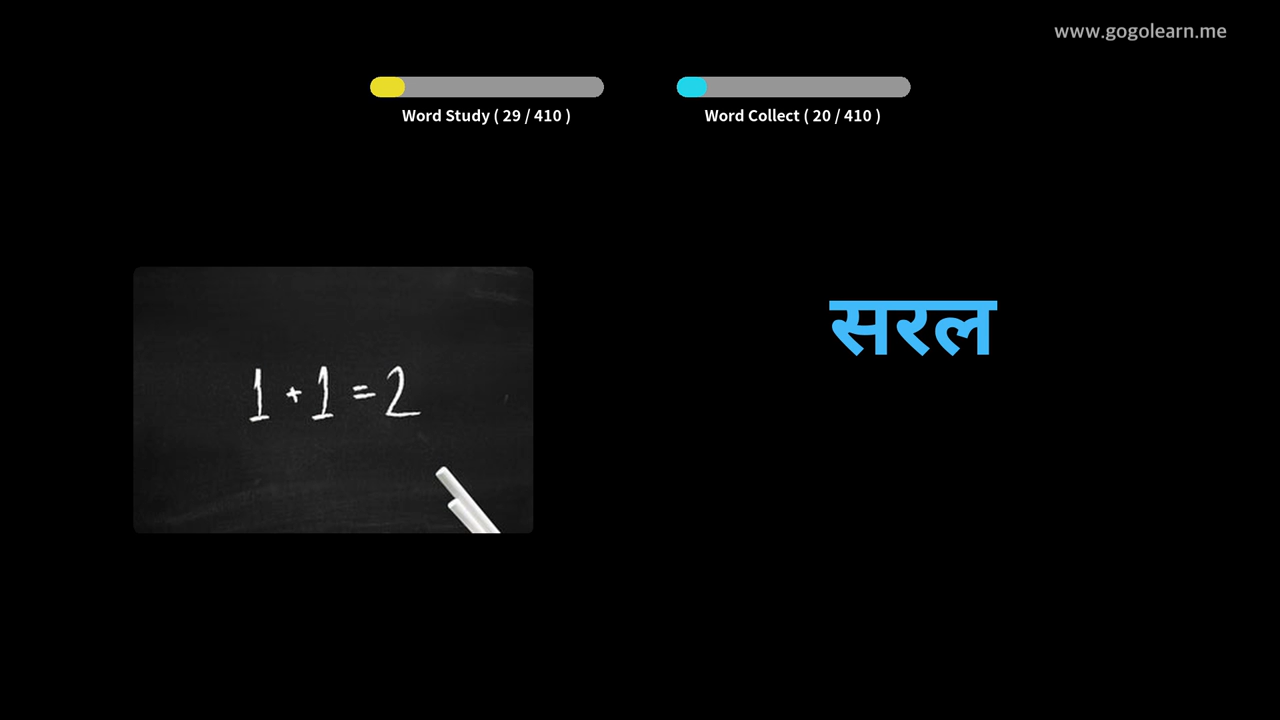 www.gogolearn.me
Word Study ( 29 / 410 )
Word Collect ( 20 / 410 )
सरल
1 + 1 = 2